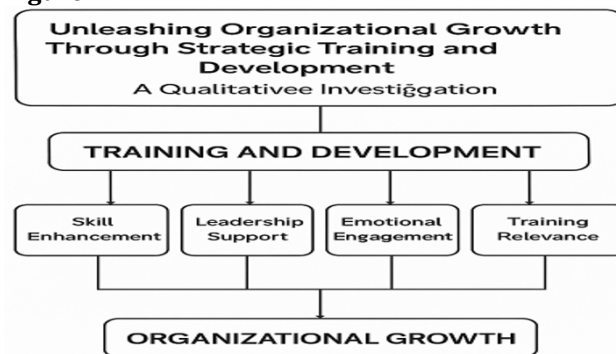 Unleashing Organizational Growth
Through Strategic Training and
Development
A Qualitativee Investiğgation
TRAINING AND DEVELOPMENT
Skill
Enhancement
Leadership
Support
Emotional
Engagement
Training
Relevance
ORGANIZATIONAL GROWTH